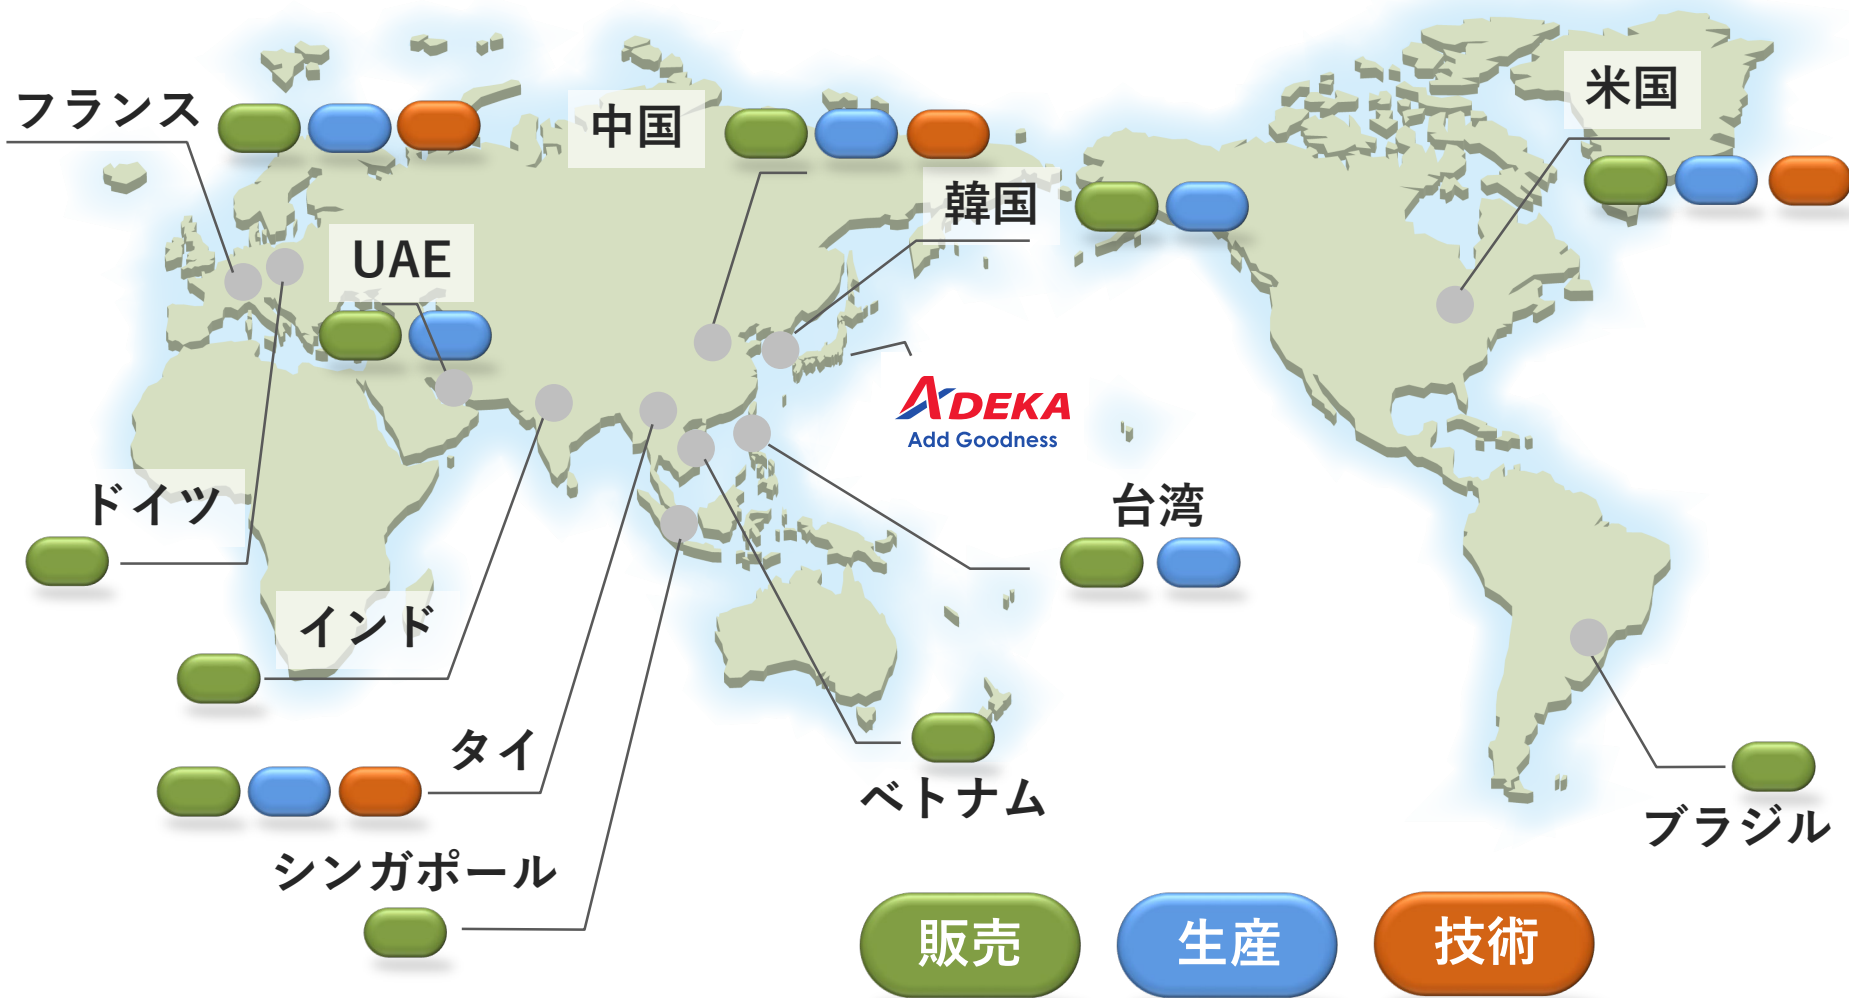 フランス
中国
米国
韓国
UAE
ADEKA
Add Goodness
ドイツ
台湾
インド
タイ
ベトナム
ブラジル
シンガポール
販売
生産
技術